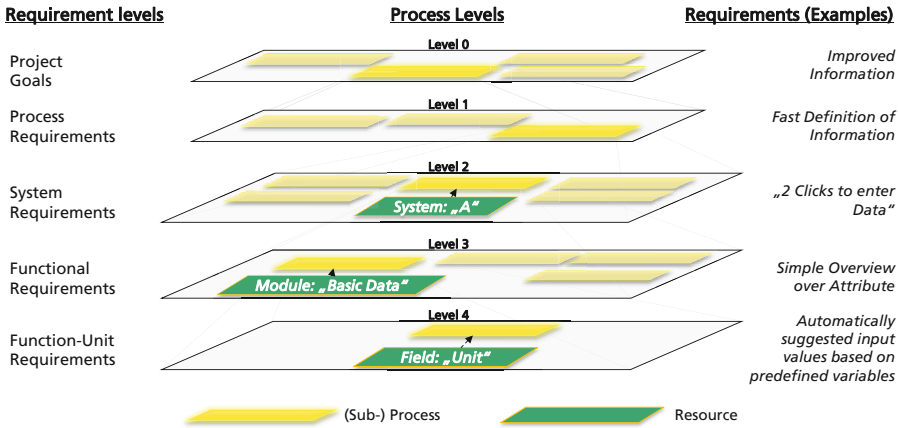 Requirement levels
Process Levels
Requirements (Examples)
Level 0
Project
Goals
Improved
Information
Level 1
Process
Requirements
Fast Definition of
Information
Level 2
System
Requirements
System: „A“
„2 Clicks to enter
Data“
Level 3
Functional
Requirements
Module: „Basic Data“
Simple Overview
over Attribute
Level 4
Function-Unit
Requirements
Field: „Unit“
Automatically
suggested input
values based on
predefined variables
(Sub-) Process
Resource